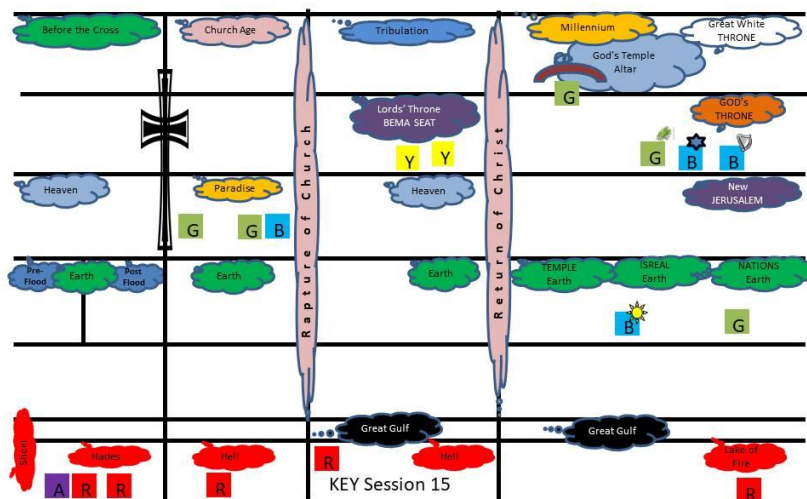 Before the Cross
Church Age
Tribulation
Millennium
Great White
THRONE
God's Temple
Altar
G
Lords' Throne
BEMA SEAT
GOD's
THRONE
Y
Y
G
B
B
Heaven
Paradise
Heaven
New
JERUSALEM
G
G
B
Rapture of Church
Return of Christ
Pre-
Flood
Earth
Post
Flood
Earth
Earth
TEMPLE
Earth
ISREAL
Earth
NATIONS
Earth
B
G
Great Gulf
Great Gulf
Sheol
Hades
Hell
Hell
Lake of
Fire
A
R
R
R
R
KEY Session 15
R